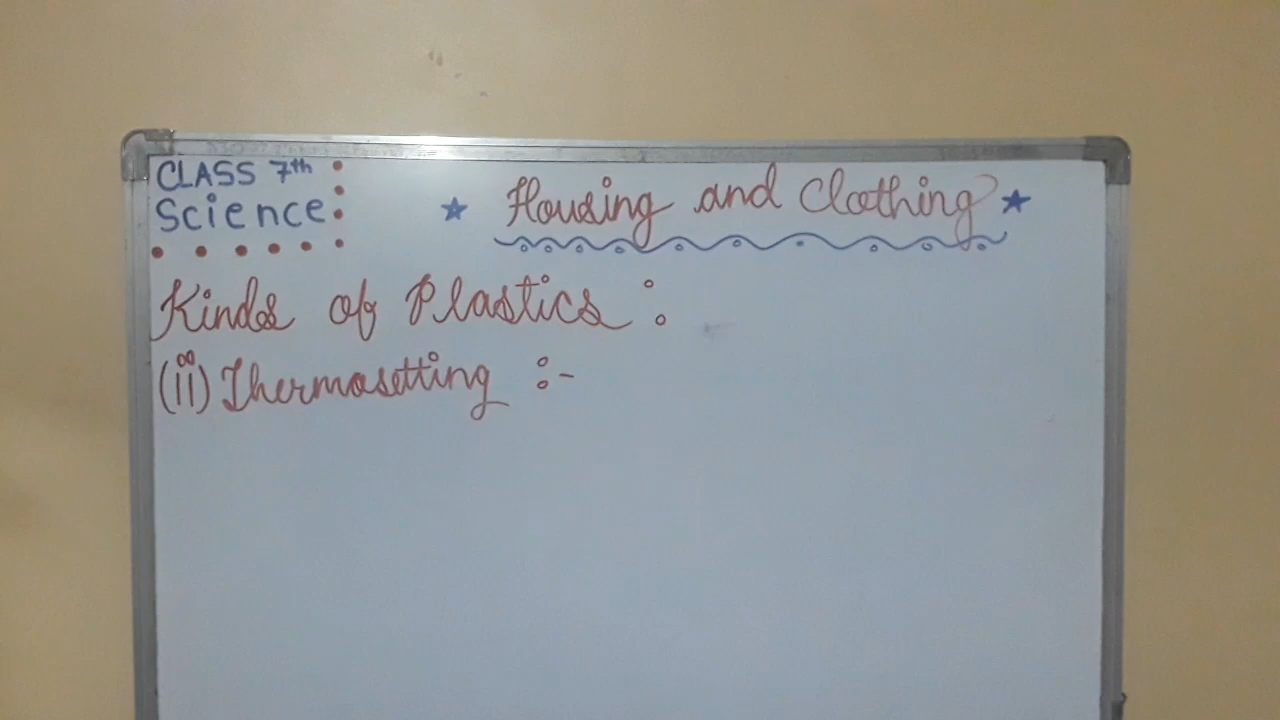 CLASS 7th
Science
Housing and Clothing
Kinds of Plastics :
(ii) Thermosetting :-